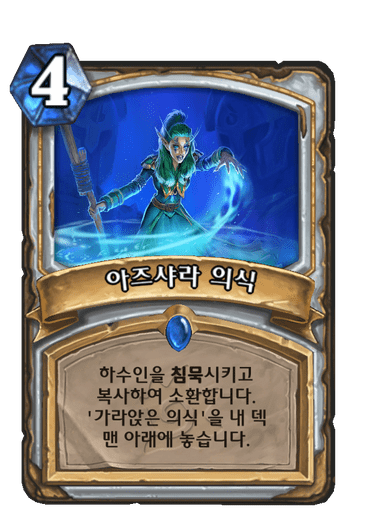 4
아즈샤라 의식
하수인을 침묵시키고
복사하여 소환합니다.
'가라앉은 의식'을 내 덱
맨 아래에 놓습니다.